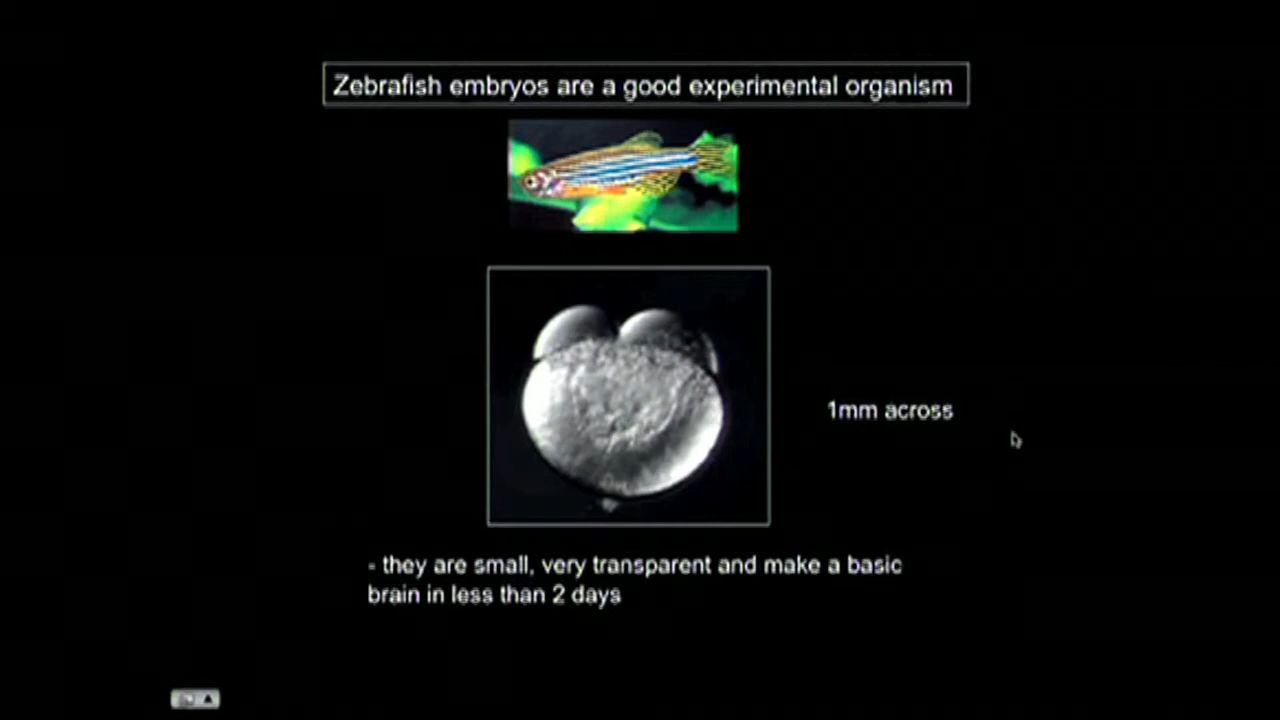 Zebrafish embryos are a good experimental organism
1mm across
- they are small, very transparent and make a basic
brain in less than 2 days